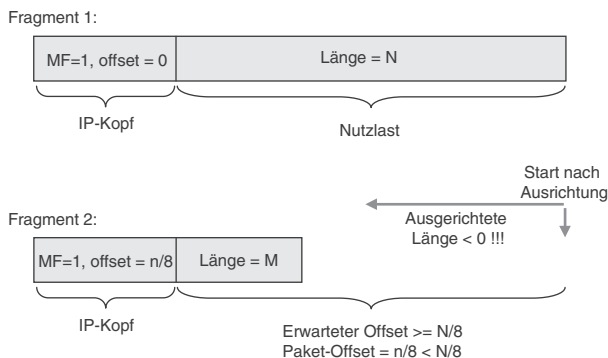 Fragment 1:
MF=1, offset = 0
Länge = N
IP-Kopf
Nutzlast
Start nach
Ausrichtung
Ausgerichtete
Länge < 0 !!!
Fragment 2:
MF=1, offset = n/8
Länge = M
IP-Kopf
Erwarteter Offset >= N/8
Paket-Offset = n/8 < N/8